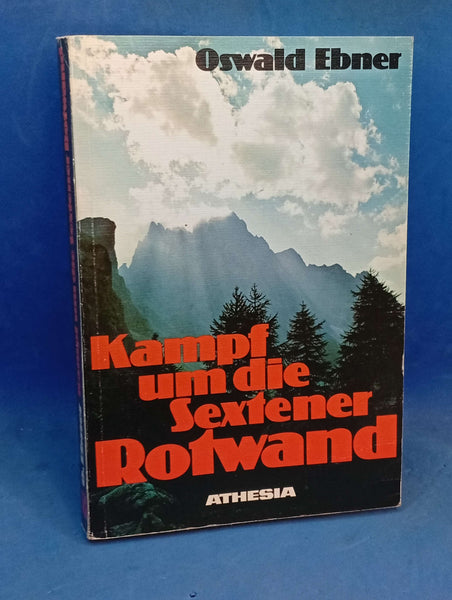 Oswald Ebner
Kampf
um die
Sextener
Rotwand
ATHESIA